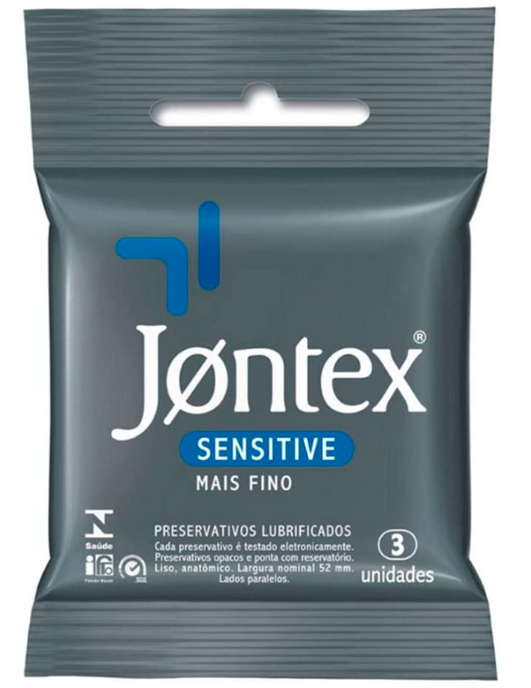 Jøntex®
SENSITIVE
MAIS FINO
PRESERVATIVOS LUBRIFICADOS
Cada preservativo é testado eletronicamente.
Preservativos opacos e ponta com reservatório.
Liso, anatômico. Largura nominal 52 mm.
Lados paralelos.
Saúde
3
unidades